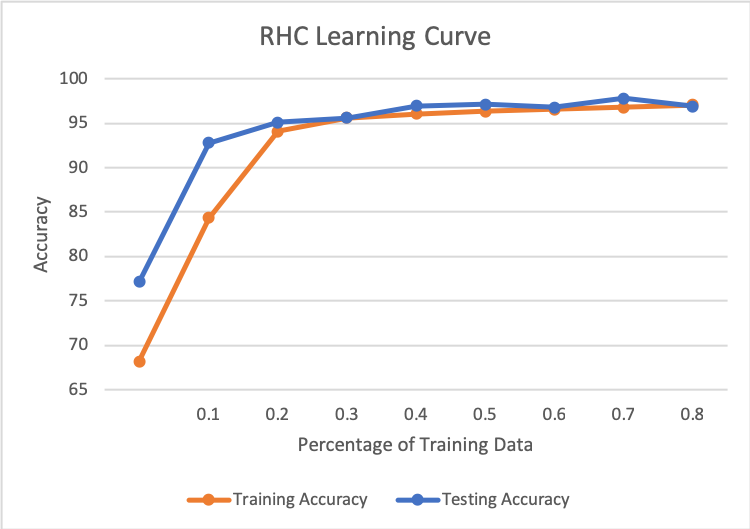 RHC Learning Curve
100
95
90
85
80
75
70
65
Accuracy
0.1 0.2 0.3 0.4 0.5 0.6 0.7 0.8
Percentage of Training Data
Training Accuracy Testing Accuracy